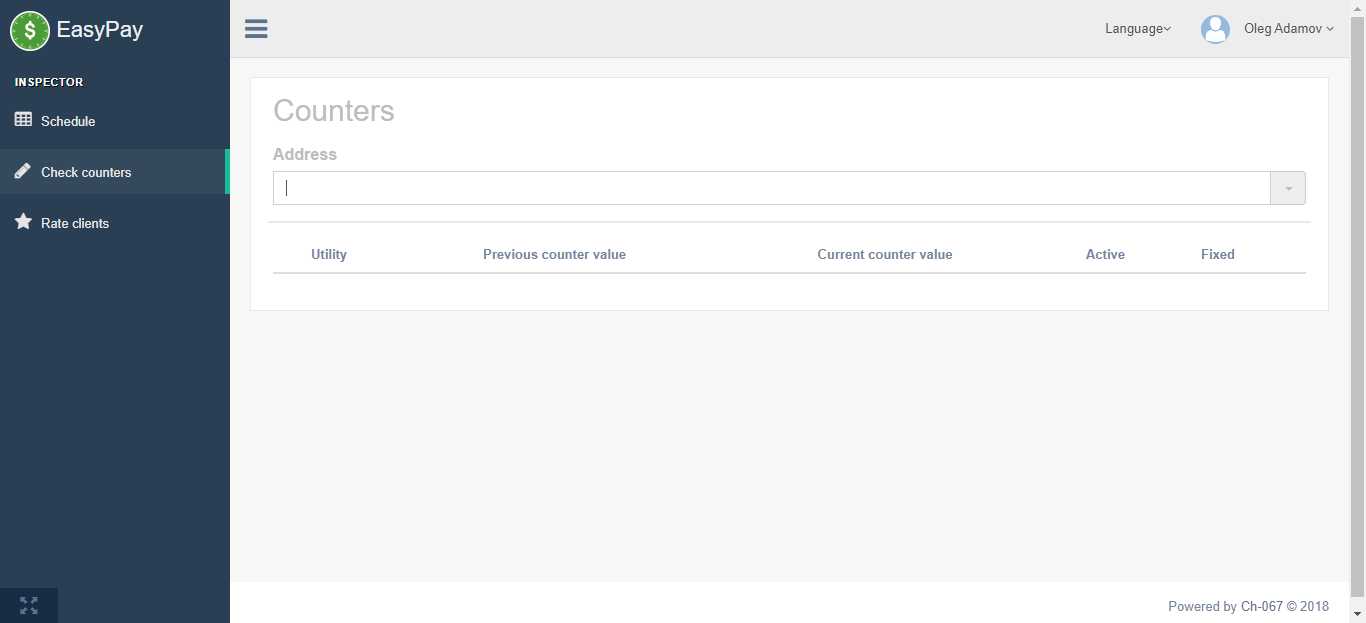 EasyPay
Language
Oleg Adamov
INSPECTOR
Schedule
Check counters
Rate clients
Counters
Address
Utility Previous counter value Current counter value Active Fixed
Powered by Ch-067 © 2018